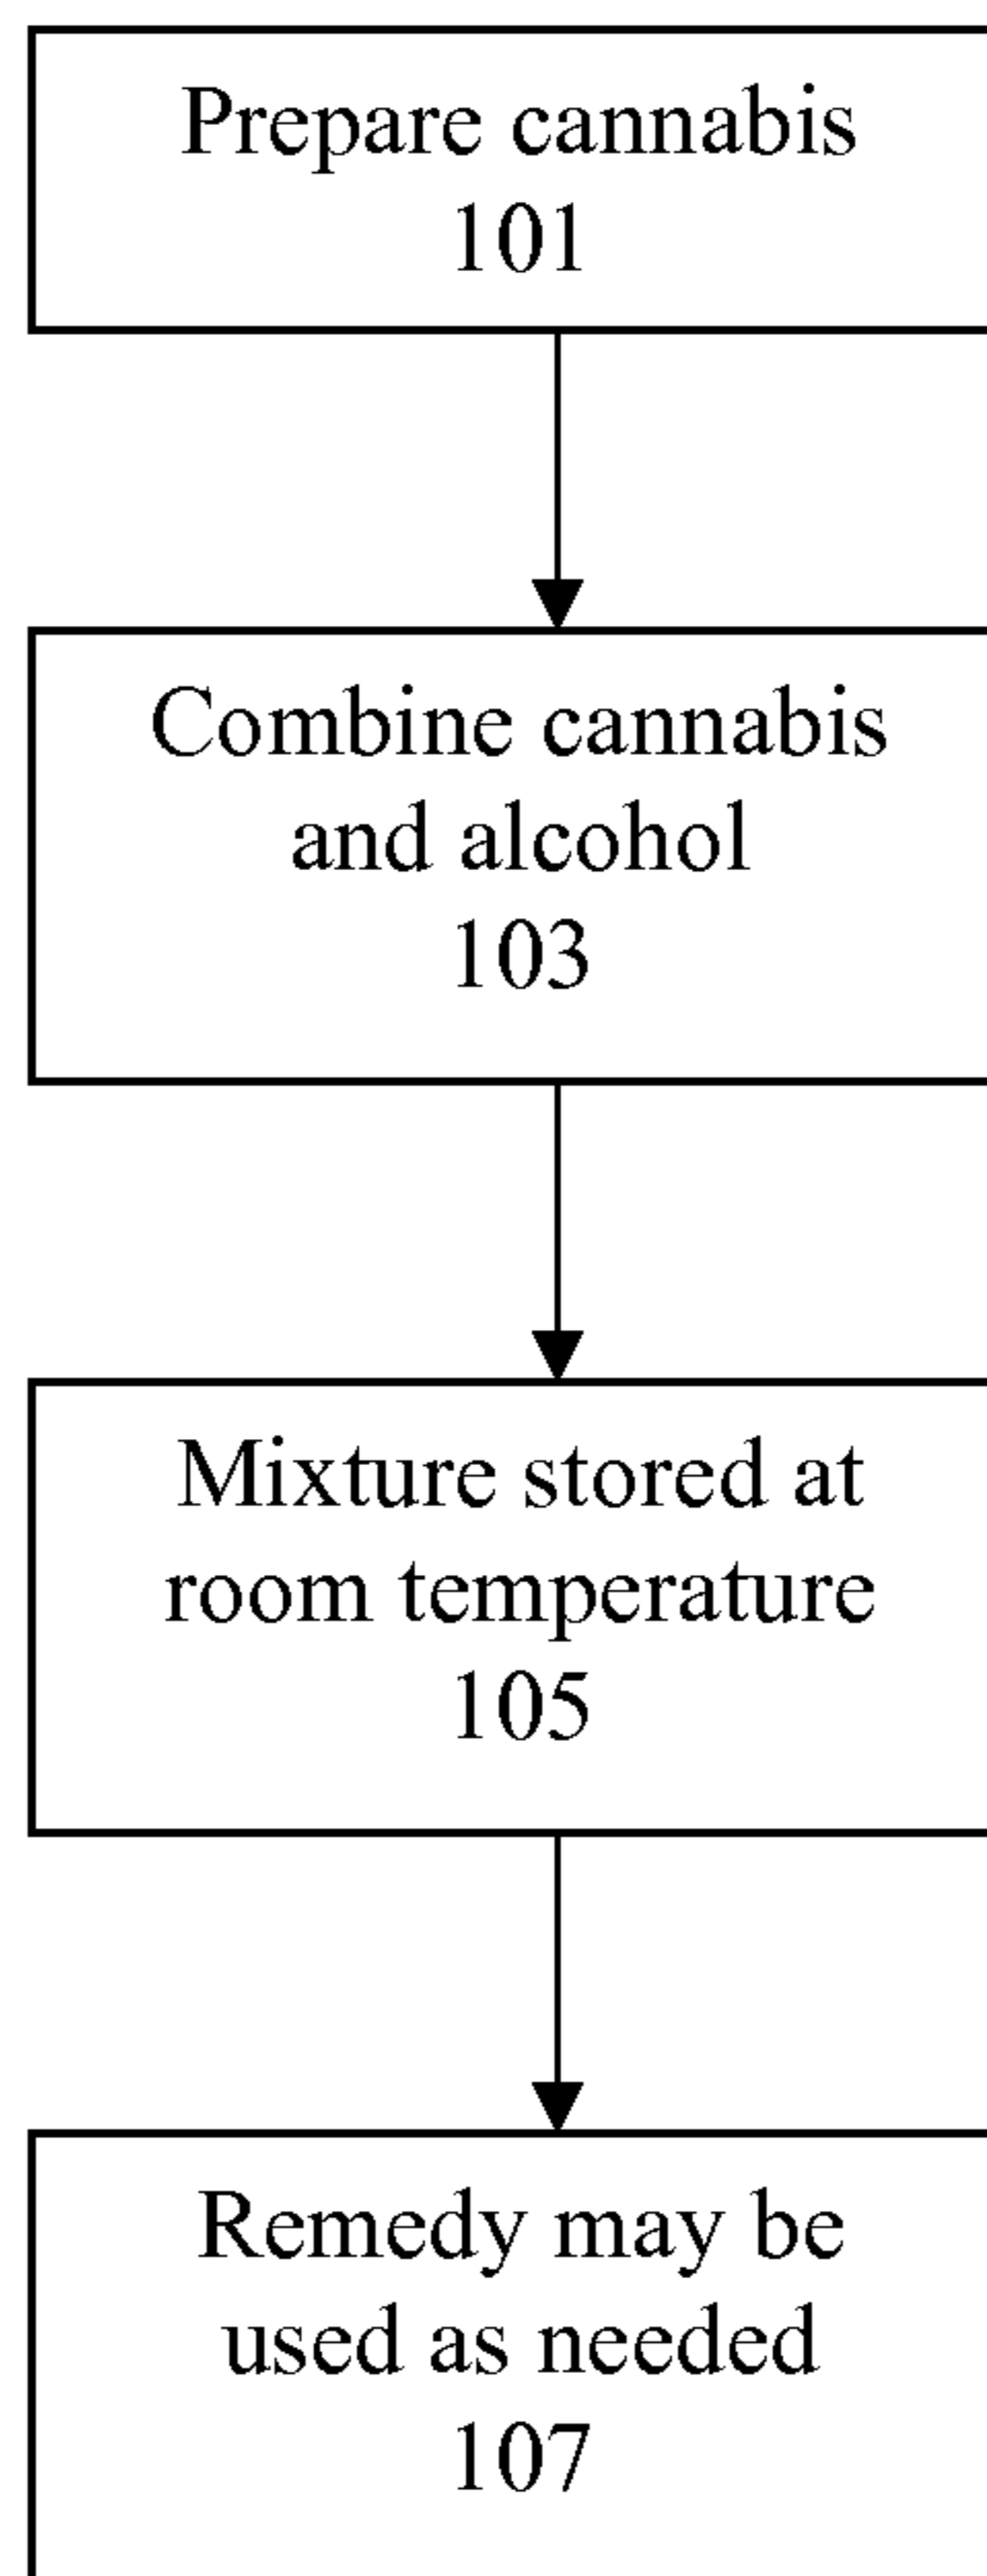 Prepare cannabis
101
Combine cannabis
and alcohol
103
Mixture stored at
room temperature
105
Remedy may be
used as needed
107